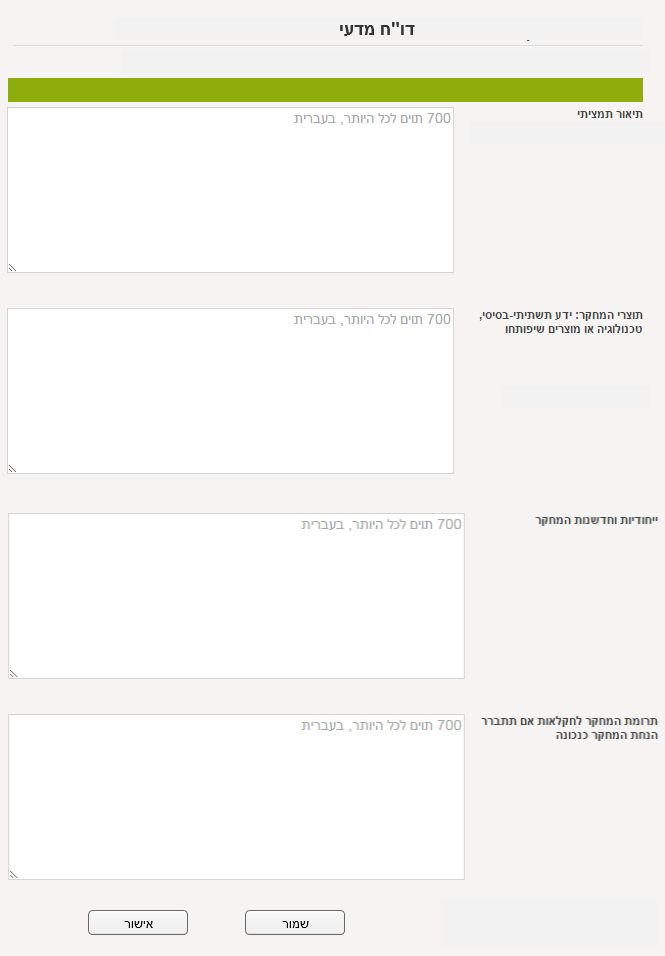 דו"ח מדעי
תיאור תמציתי
700 תוים לכל היותר, בעברית
תוצרי המחקר: ידע תשתיתי-בסיסי,
טכנולוגיה או מוצרים שיפותחו
700 תוים לכל היותר, בעברית
ייחודיות וחדשנות המחקר
700 תוים לכל היותר, בעברית
תרומת המחקר לחקלאות אם תתברר
הנחת המחקר כנכונה
700 תוים לכל היותר, בעברית
שמור
אישור